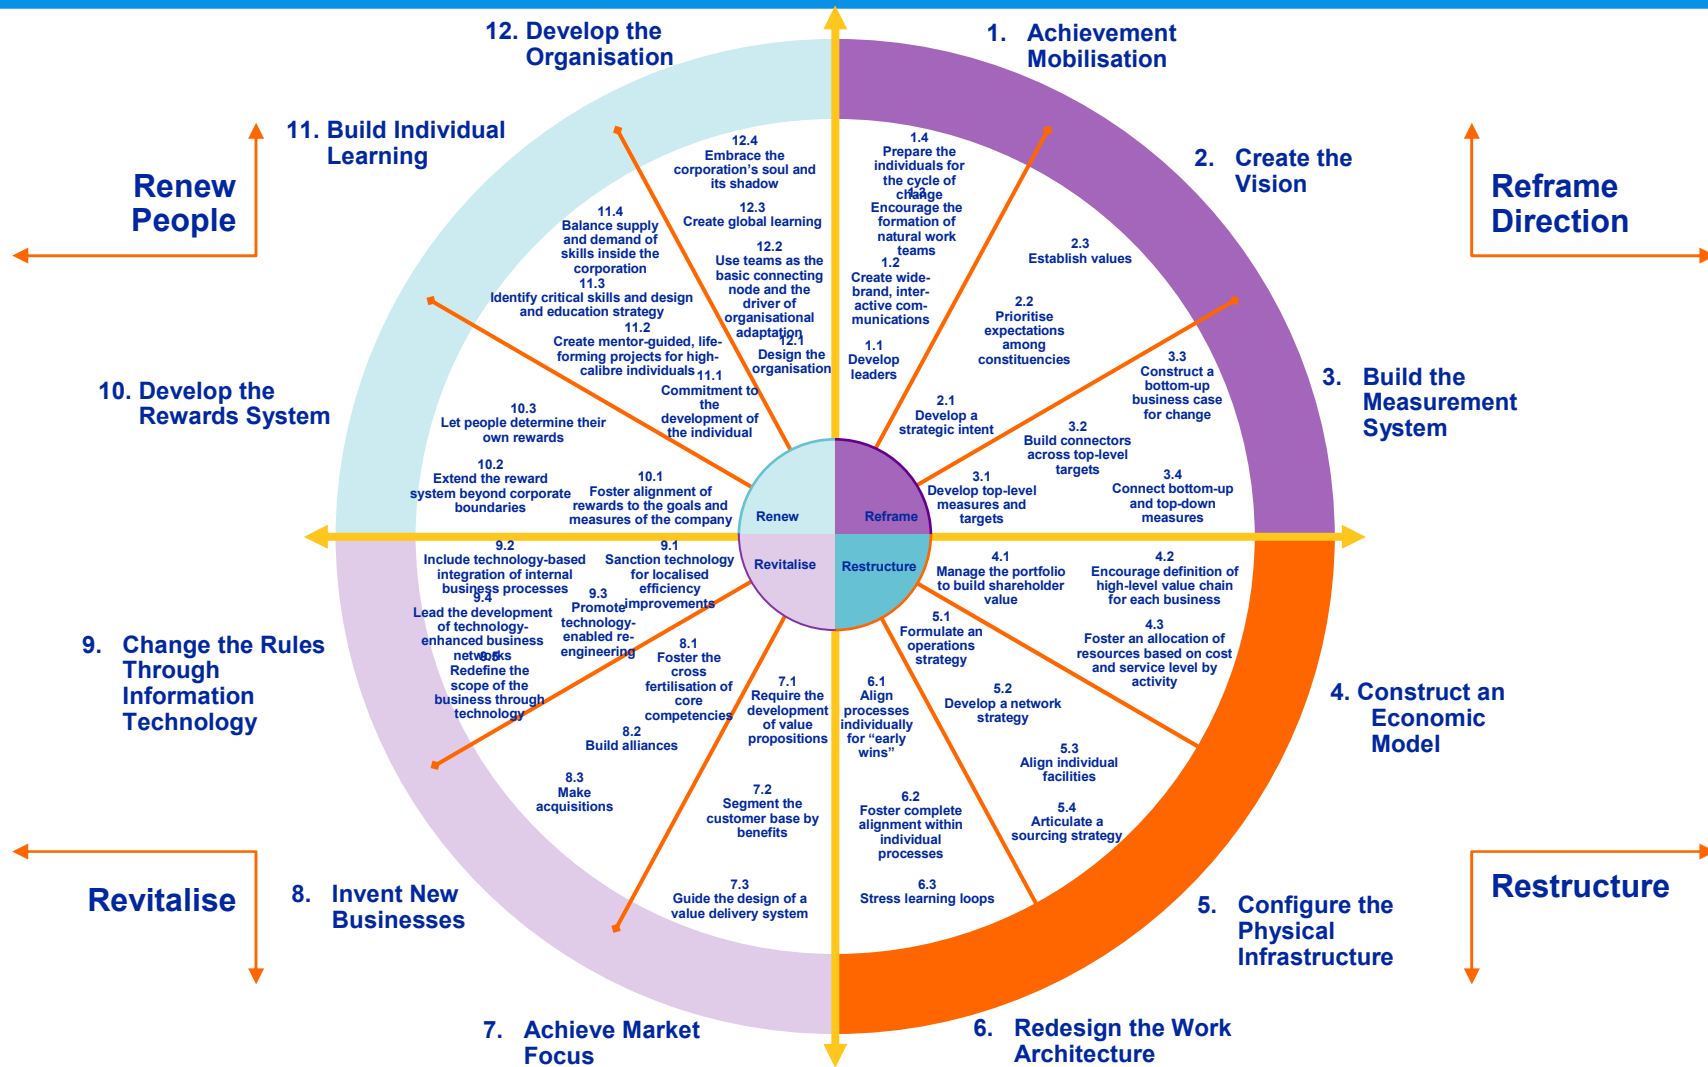 12. Develop the
Organisation
1. Achievement
Mobilisation
11. Build Individual
Learning
2. Create the
Vision
Renew
People
Reframe
Direction
10. Develop the
Rewards System
3. Build the
Measurement
System
9. Change the Rules
Through
Information
Technology
4. Construct an
Economic
Model
Revitalise
8. Invent New
Businesses
5. Configure the
Physical
Infrastructure
Restructure
7. Achieve Market
Focus
6. Redesign the Work
Architecture
12.4
Embrace the
corporation’s soul and
its shadow
12.3
Create global learning
12.2
Use teams as the
basic connecting
node and the
driver of
organisational
adaptation
12.1
Design the
organisation
1.4
Prepare the
individuals for
the cycle of
change
1.3
Encourage the
formation of
natural work
teams
1.2
Create wide-
brand, inter-
active com-
munications
1.1
Develop
leaders
11.4
Balance supply
and demand of
skills inside the
corporation
11.3
Identify critical skills and design
and education strategy
11.2
Create mentor-guided, life-
forming projects for high-
calibre individuals
11.1
Commitment to
the
development of
the individual
2.3
Establish values
2.2
Prioritise
expectations
among
constituencies
2.1
Develop a
strategic intent
10.3
Let people determine their
own rewards
10.2
Extend the reward
system beyond corporate
boundaries
10.1
Foster alignment of
rewards to the goals and
measures of the company
3.3
Construct a
bottom-up
business case
for change
3.2
Build connectors
across top-level
targets
3.1
Develop top-level
measures and
targets
3.4
Connect bottom-up
and top-down
measures
Renew
Reframe
Revitalise
Restructure
9.2
Include technology-based
integration of internal
business processes
9.1
Sanction technology
for localised
efficiency
improvements
9.4
Lead the development
of technology-
enhanced business
networks
9.3
Promote
technology-
enabled re-
engineering
9.5
Redefine the
scope of the
business through
technology
4.1
Manage the portfolio
to build shareholder
value
4.2
Encourage definition of
high-level value chain
for each business
4.3
Foster an allocation of
resources based on cost
and service level by
activity
8.1
Foster the
cross
fertilisation of
core
competencies
8.2
Build alliances
8.3
Make
acquisitions
5.1
Formulate an
operations
strategy
5.2
Develop a network
strategy
5.3
Align individual
facilities
5.4
Articulate a
sourcing strategy
7.1
Require the
development
of value
propositions
7.2
Segment the
customer base by
benefits
7.3
Guide the design of a
value delivery system
6.1
Align
processes
individually
for “early
wins”
6.2
Foster complete
alignment within
individual
processes
6.3
Stress learning loops